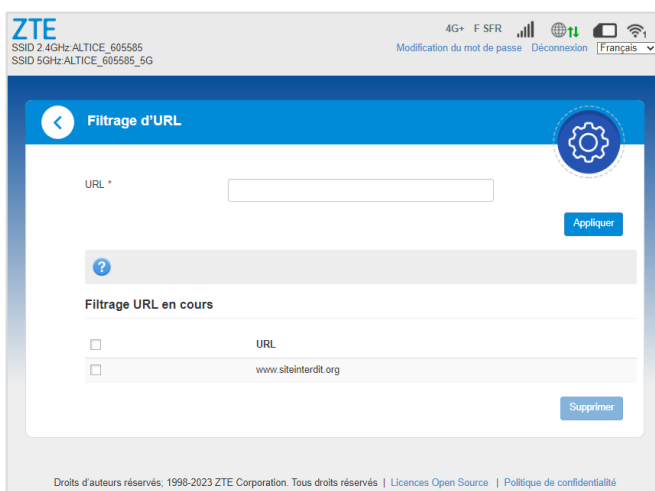 ZTE
SSID 2.4GHz:ALTICE_605585
SSID 5GHz:ALTICE_605585_5G
4G+ F SFR 1
Modification du mot de passe Déconnexion Français
Filtrage d'URL
URL *
Appliquer
?
Filtrage URL en cours
URL
www.siteinterdit.org
Supprimer
Droits d'auteurs réservés; 1998-2023 ZTE Corporation. Tous droits réservés | Licences Open Source | Politique de confidentialité